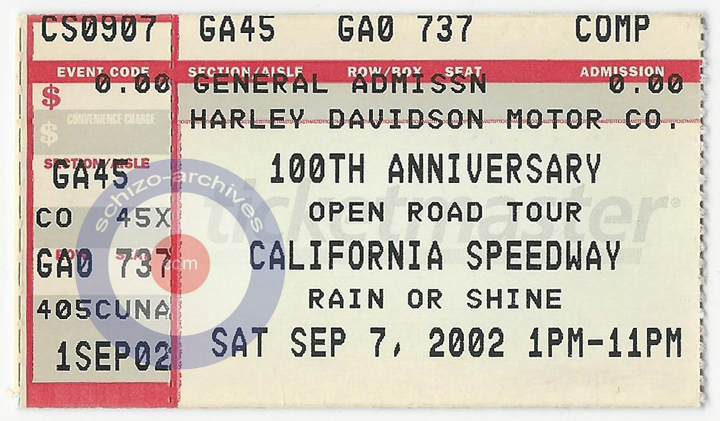 CS0907 GA45 GA0 737 COMP
EVENT CODE SECTION/AISLE ROW/BOX SEAT ADMISSION
$ 0.00 GENERAL ADMISSN 0.00
$ CONVENIENCE CHARGE HARLEY DAVIDSON MOTOR CO.
SECTION/AISLE
GA45 100TH ANNIVERSARY
CO 45X OPEN ROAD TOUR
ticketmaster®
GA0 737 CALIFORNIA SPEEDWAY
405CUNA RAIN OR SHINE
1SEP02 SAT SEP 7, 2002 1PM-11PM
schizo-archives
.com